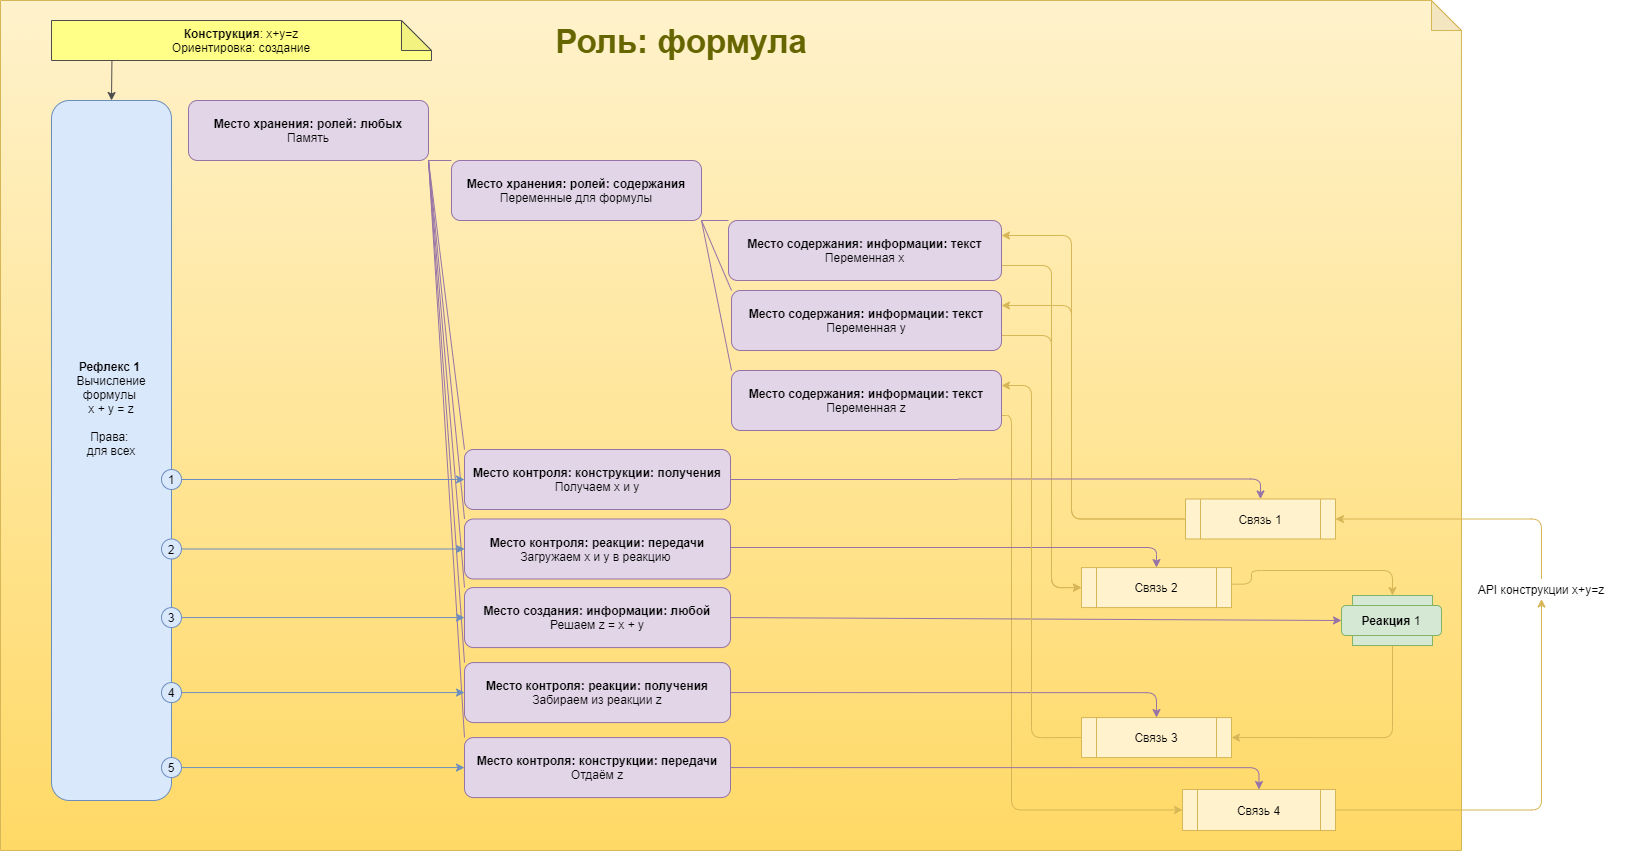 Конструкция: x+y=z
Ориентировка: создание
Роль: формула
Место хранения: ролей: любых
Память
Место хранения: ролей: содержания
Переменные для формулы
Место содержания: информации: текст
Переменная x
Место содержания: информации: текст
Переменная y
Место содержания: информации: текст
Переменная z
Рефлекс 1
Вычисление
формулы
x + y = z
Права:
для всех
1
Место контроля: конструкции: получения
Получаем x и y
Связь 1
2
Место контроля: реакции: передачи
Загружаем x и y в реакцию
Связь 2
API конструкции x+y=z
3
Место создания: информации: любой
Решаем z = x + y
Реакция 1
4
Место контроля: реакции: получения
Забираем из реакции z
Связь 3
5
Место контроля: конструкции: передачи
Отдаём z
Связь 4